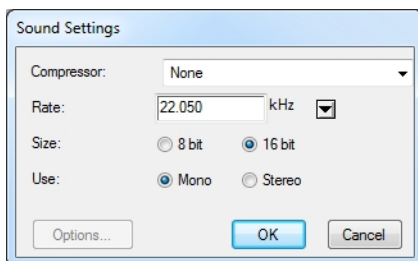 Sound Settings
Compressor: None
Rate: 22.050 kHz
Size: 8 bit 16 bit
Use: Mono Stereo
Options... OK Cancel